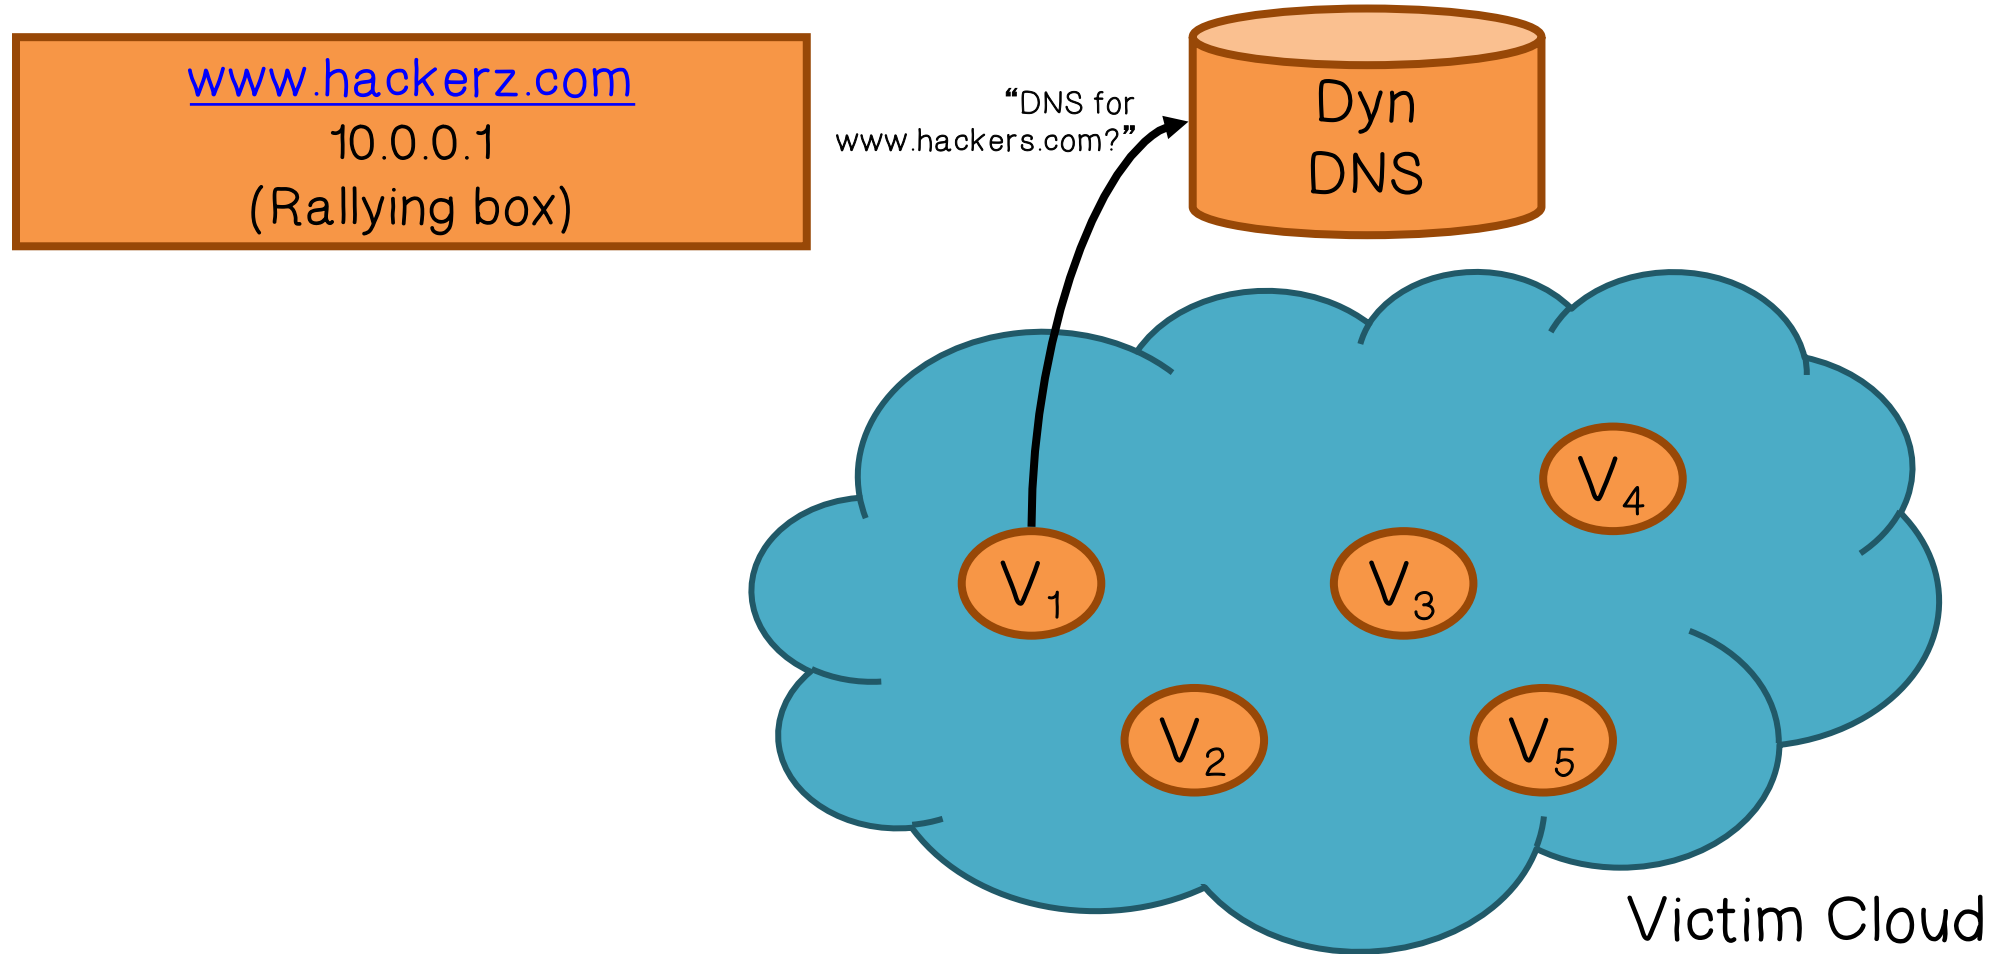 www.hackerz.com
10.0.0.1
(Rallying box)
“DNS for
www.hackers.com?”
Dyn
DNS
V4
V1
V3
V2
V5
Victim Cloud